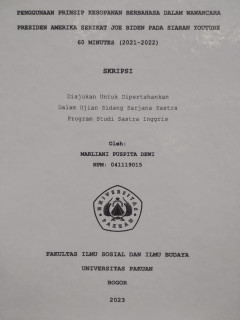 PENGGUNAAN PRINSIP KESOPANAN BERBAHASA DALAM WAWANCARA
PRESIDEN AMERIKA SERIKAT JOE BIDEN PADA SIARAN YOUTUBE
60 MINUTES (2021-2022)
SKRIPSI
Diajukan Untuk Dipertahankan
Dalam Ujian Sidang Sarjana Sastra
Program Studi Sastra Inggris
Oleh:
MARLIANI PUSPITA DEWI
NPM: 041119015
UNIVERSITAS
PAKUAN
FAKULTAS ILMU SOSIAL DAN ILMU BUDAYA
UNIVERSITAS PAKUAN
BOGOR
2023